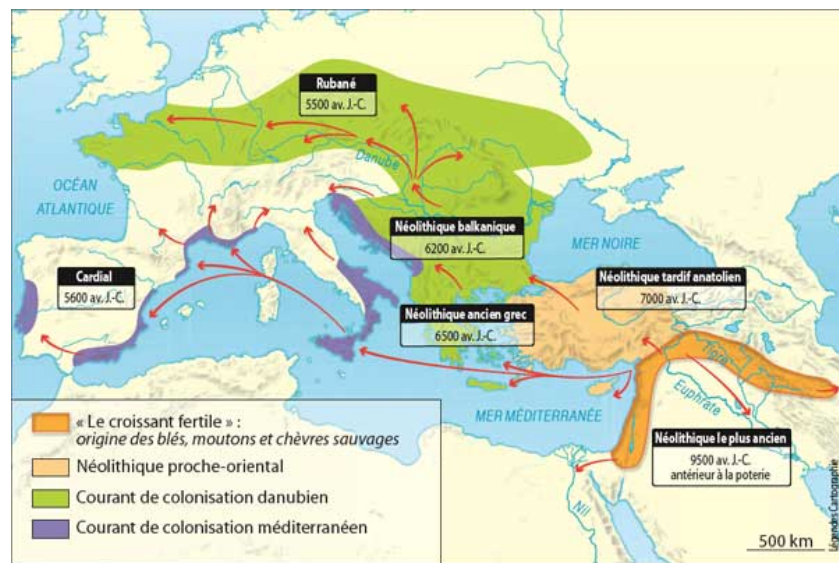 Rubané
5500 av. J.-C.
Danube
OCÉAN
ATLANTIQUE
Néolithique balkanique
6200 av. J.-C.
MER NOIRE
Cardial
5600 av. J.-C.
Néolithique tardif anatolien
7000 av. J.-C.
Néolithique ancien grec
6500 av. J.-C.
Tigre
Euphrate
MER MÉDITERRANÉE
Néolithique le plus ancien
9500 av. J.-C.
antérieur à la poterie
Nil
« Le croissant fertile » :
origine des blés, moutons et chèvres sauvages
Néolithique proche-oriental
Courant de colonisation danubien
Courant de colonisation méditerranéen
500 km
Légendes Cartographie